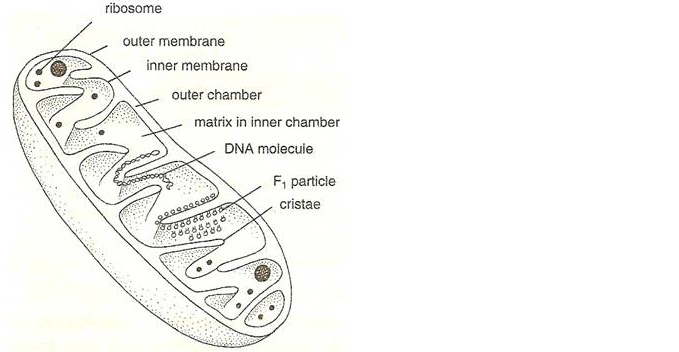 ribosome
outer membrane
inner membrane
outer chamber
matrix in inner chamber
DNA molecule
F₁ particle
cristae